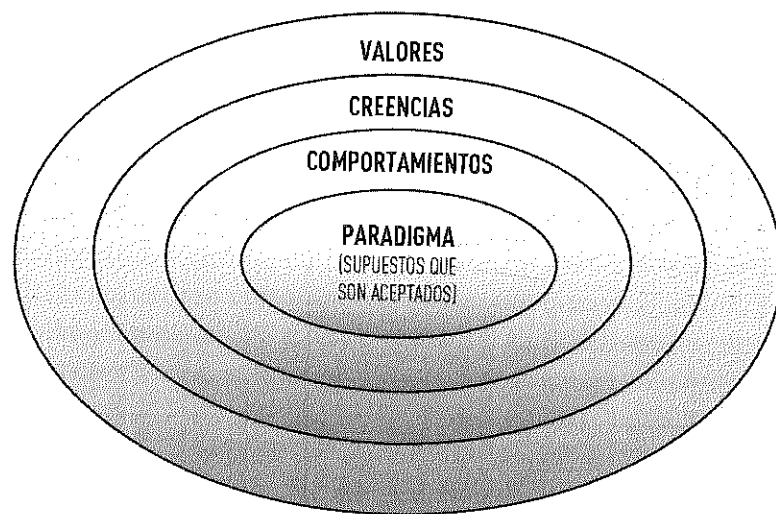 VALORES
CREENCIAS
COMPORTAMIENTOS
PARADIGMA
(SUPUESTOS QUE
SON ACEPTADOS)